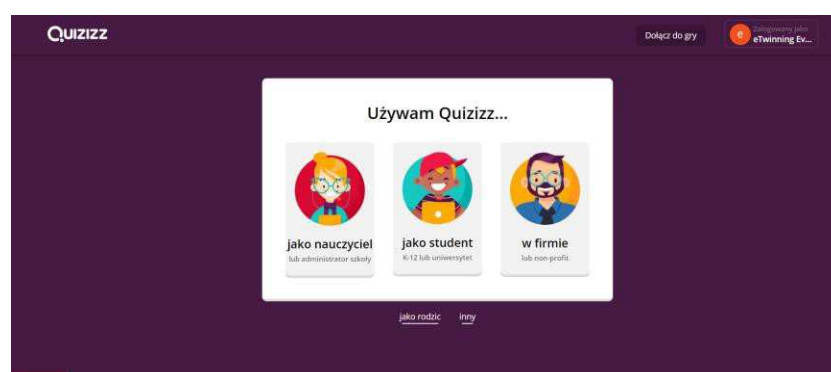 Quizizz
Dołącz do gry
Zalogowany jako
eTwinning Ev...
e
Używam Quizizz...
jako nauczyciel
lub administrator szkoły
jako student
K-12 lub uniwersytet
w firmie
lub non-profit
jako rodzic
inny